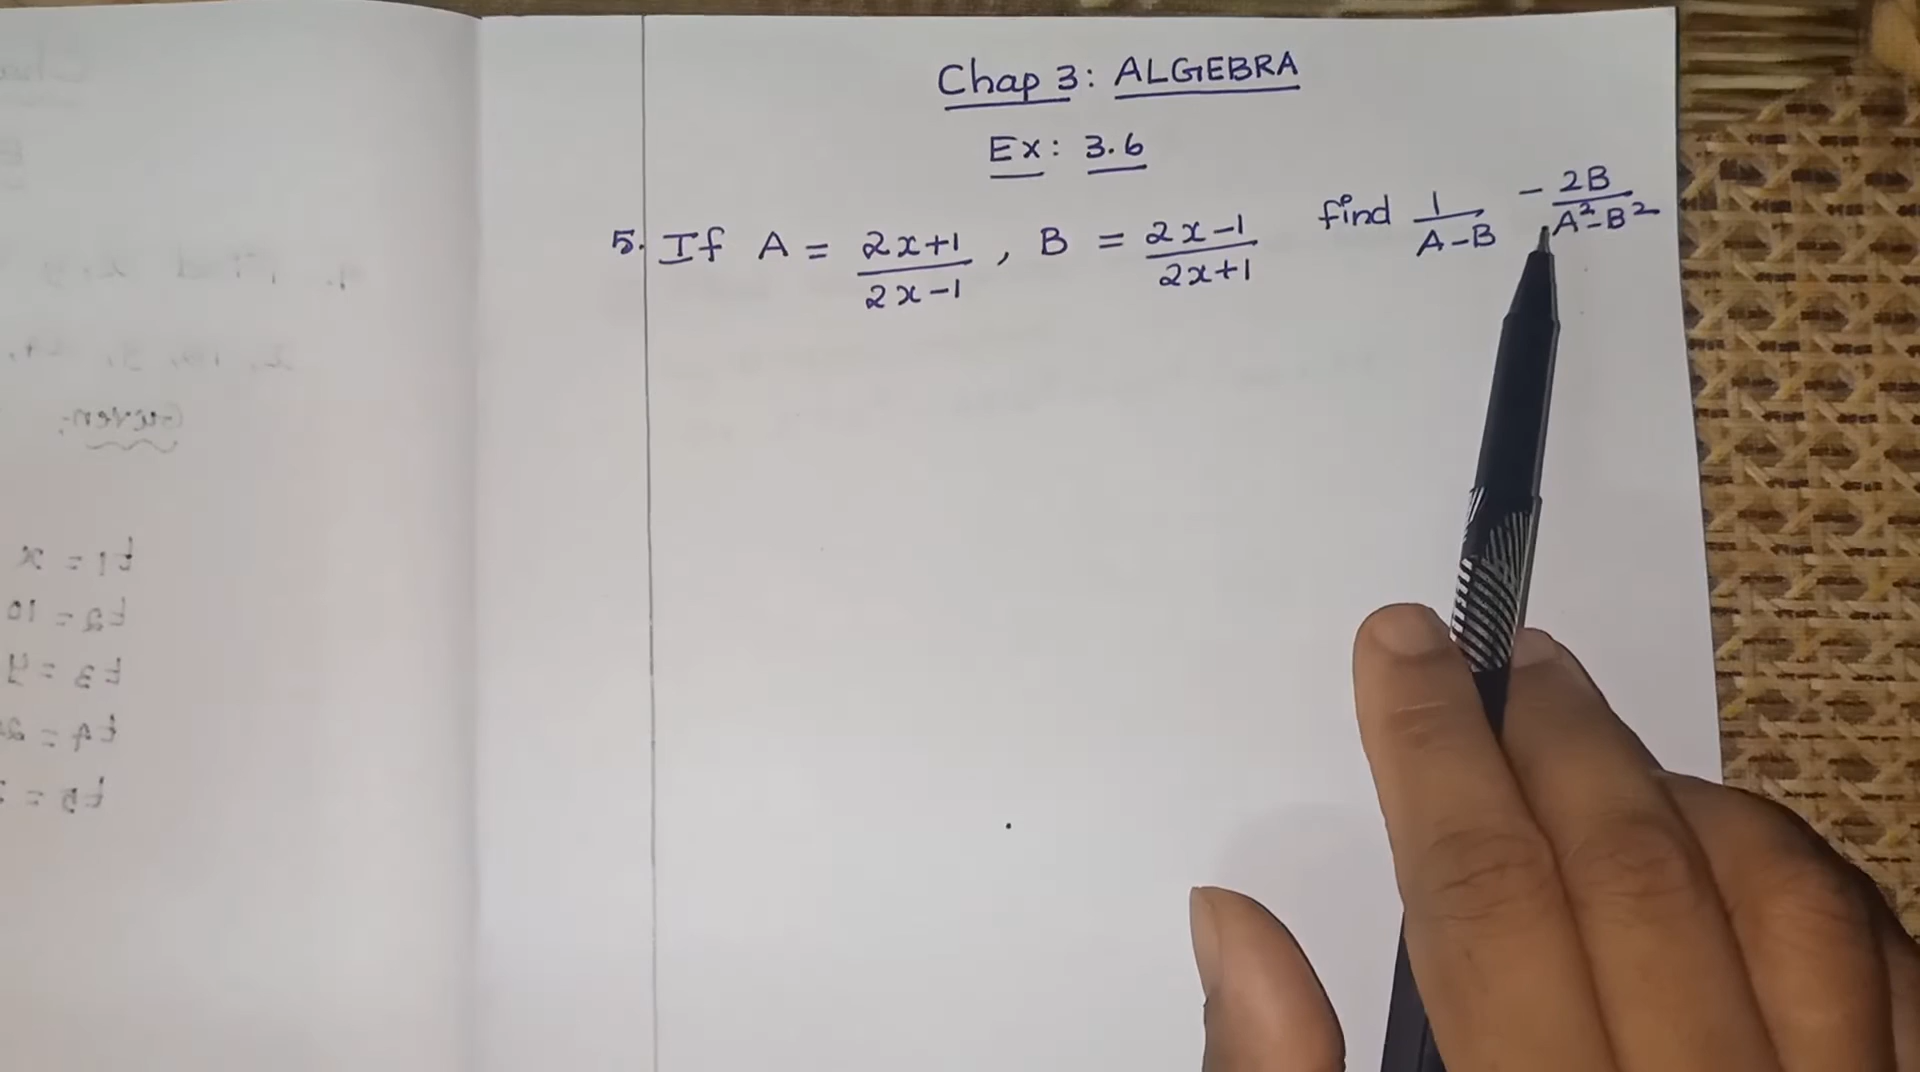 Chap 3: ALGEBRA
Ex: 3.6
5. If A = (2x+1)/(2x-1), B = (2x-1)/(2x+1) find 1/(A-B) - 2B/(A²-B²)